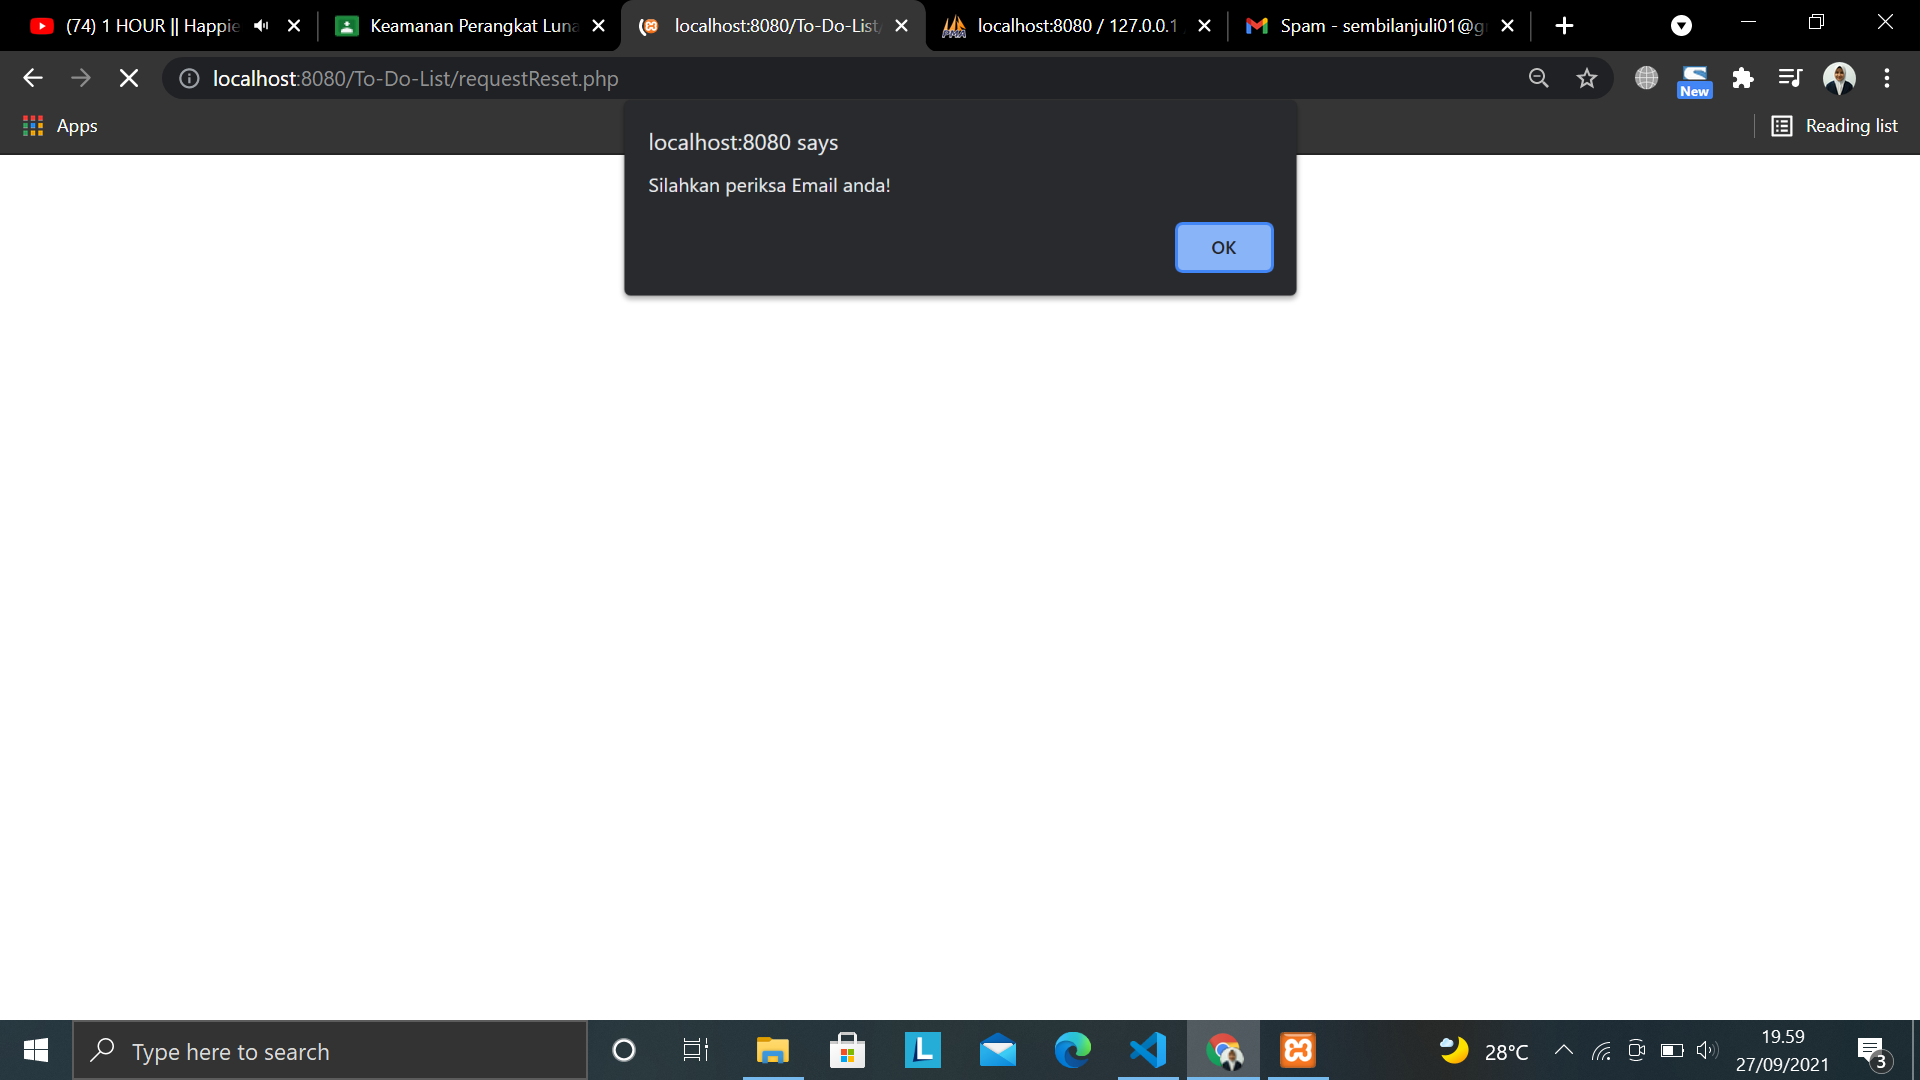 (74) 1 HOUR || Happie
Keamanan Perangkat Luna
localhost:8080/To-Do-List/
localhost:8080 / 127.0.0.1
Spam - sembilanjuli01@g
localhost:8080/To-Do-List/requestReset.php
New
Apps
Reading list
localhost:8080 says
Silahkan periksa Email anda!
OK
Type here to search
L
28°C
19.59
27/09/2021
3